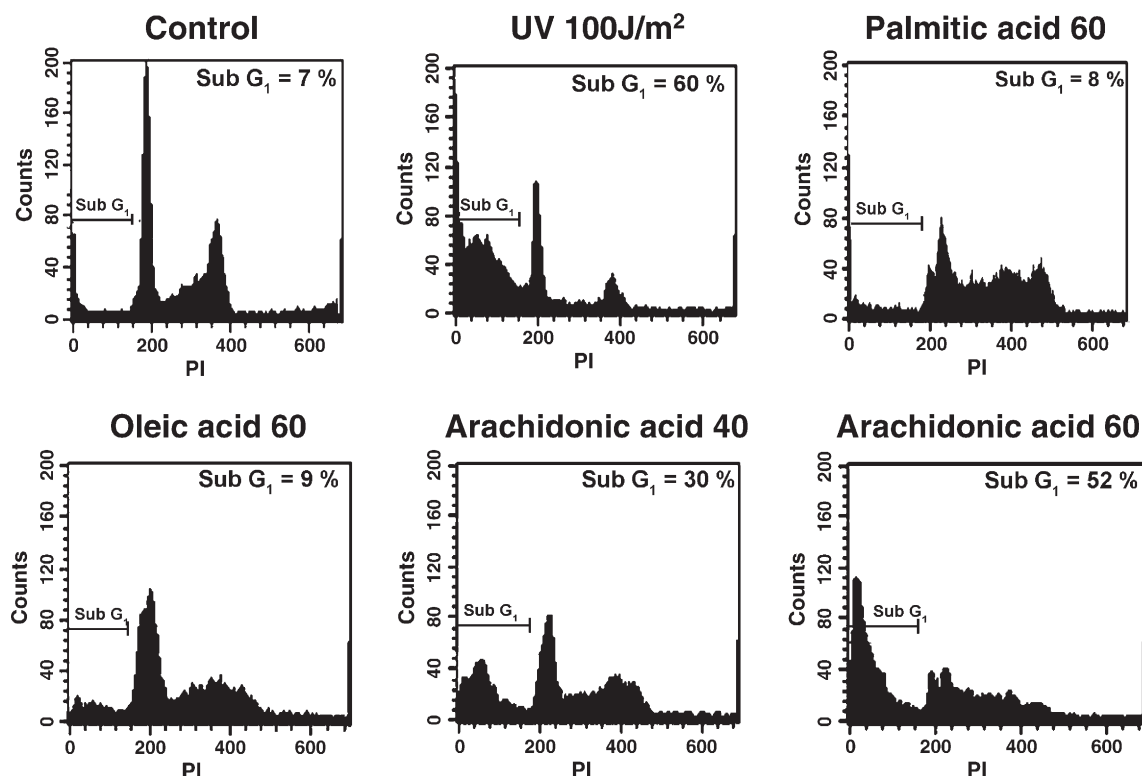 Control
UV 100J/m²
Palmitic acid 60
200
160
120
80
40
0
Counts
Sub G₁ = 7 %
Sub G₁
0 200 400 600
PI
200
160
120
80
40
0
Counts
Sub G₁ = 60 %
Sub G₁
0 200 400 600
PI
200
160
120
80
40
0
Counts
Sub G₁ = 8 %
Sub G₁
0 200 400 600
PI
Oleic acid 60
Arachidonic acid 40
Arachidonic acid 60
200
160
120
80
40
0
Counts
Sub G₁ = 9 %
Sub G₁
0 200 400 600
PI
200
160
120
80
40
0
Counts
Sub G₁ = 30 %
Sub G₁
0 200 400 600
PI
200
160
120
80
40
0
Counts
Sub G₁ = 52 %
Sub G₁
0 200 400 600
PI